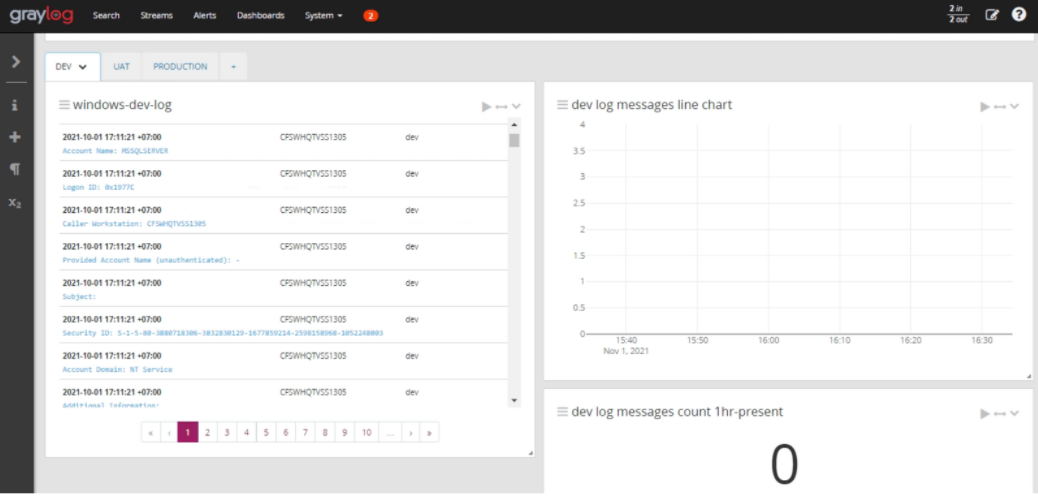 graylog Search Streams Alerts Dashboards System 2 2 in
2 out
DEV UAT PRODUCTION +
windows-dev-log
2021-10-01 17:11:21 +07:00 CFSWHQTVSS1305 dev
Account Name: MSSQLSERVER
2021-10-01 17:11:21 +07:00 CFSWHQTVSS1305 dev
Logon ID: 0x1977C
2021-10-01 17:11:21 +07:00 CFSWHQTVSS1305 dev
Caller Workstation: CFSWHQTVSS1305
2021-10-01 17:11:21 +07:00 CFSWHQTVSS1305 dev
Provided Account Name (unauthenticated): -
2021-10-01 17:11:21 +07:00 CFSWHQTVSS1305 dev
Subject:
2021-10-01 17:11:21 +07:00 CFSWHQTVSS1305 dev
Security ID:
2021-10-01 17:11:21 +07:00 CFSWHQTVSS1305 dev
Account Domain: NT Service
2021-10-01 17:11:21 +07:00 CFSWHQTVSS1305 dev
Additional Information:
« ‹ 1 2 3 4 5 6 7 8 9 10 ... › »
dev log messages line chart
4
3.5
3
2.5
2
1.5
1
0.5
0
15:40 15:50 16:00 16:10 16:20 16:30
Nov 1, 2021
dev log messages count 1hr-present
0